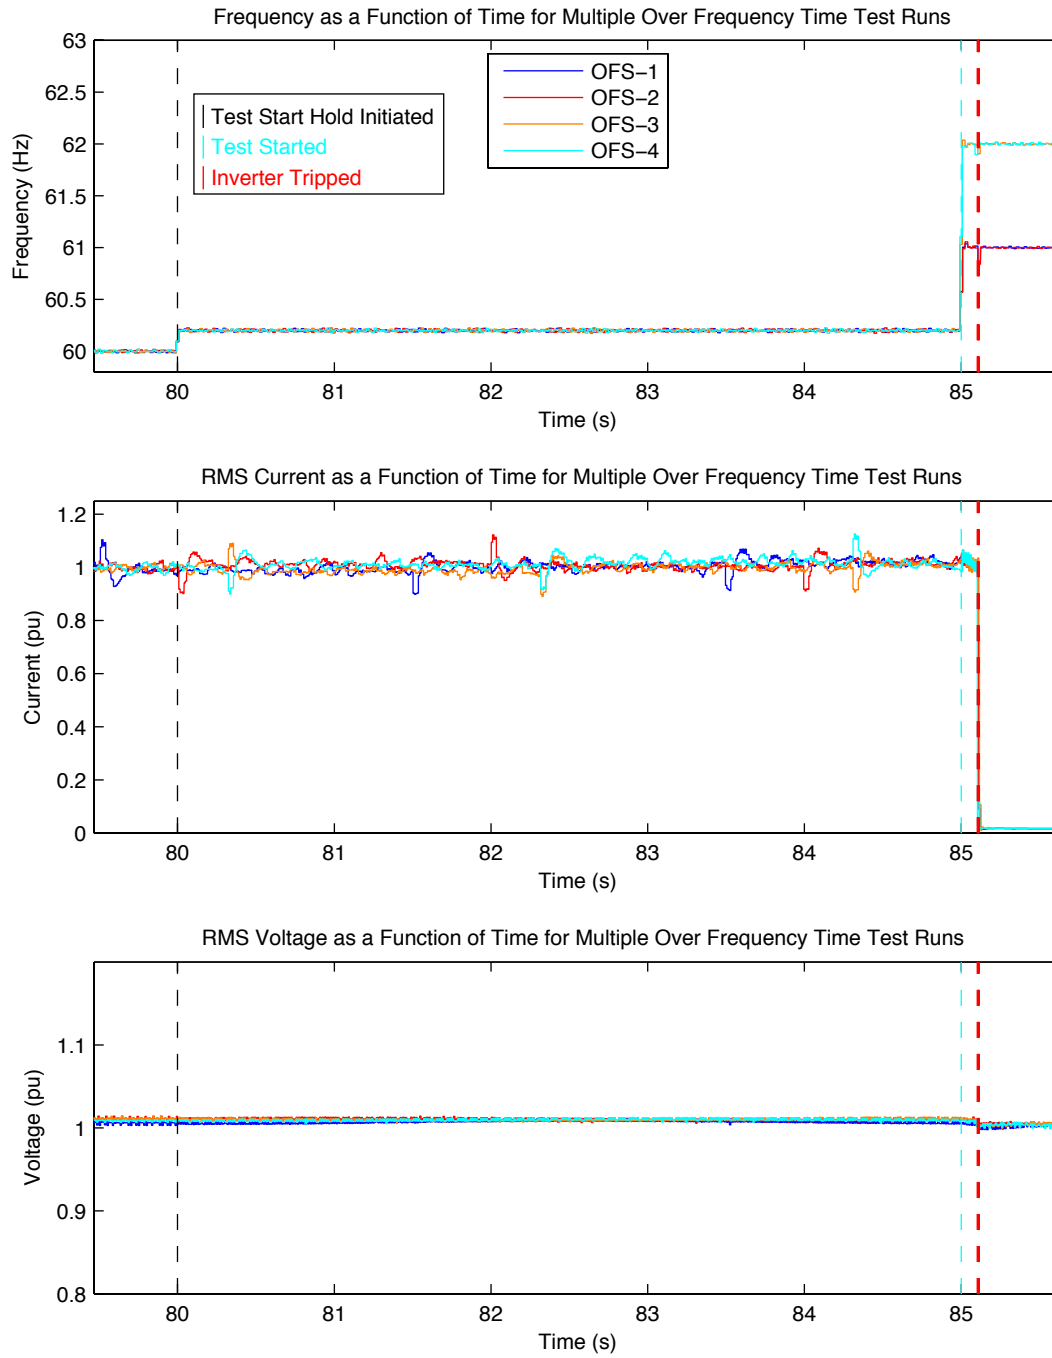 Frequency as a Function of Time for Multiple Over Frequency Time Test Runs
63
62.5
62
61.5
61
60.5
60
Frequency (Hz)
Test Start Hold Initiated
Test Started
Inverter Tripped
OFS-1
OFS-2
OFS-3
OFS-4
80 81 82 83 84 85
Time (s)
RMS Current as a Function of Time for Multiple Over Frequency Time Test Runs
1.2
1
0.8
0.6
0.4
0.2
0
Current (pu)
80 81 82 83 84 85
Time (s)
RMS Voltage as a Function of Time for Multiple Over Frequency Time Test Runs
1.1
1
0.9
0.8
Voltage (pu)
80 81 82 83 84 85
Time (s)